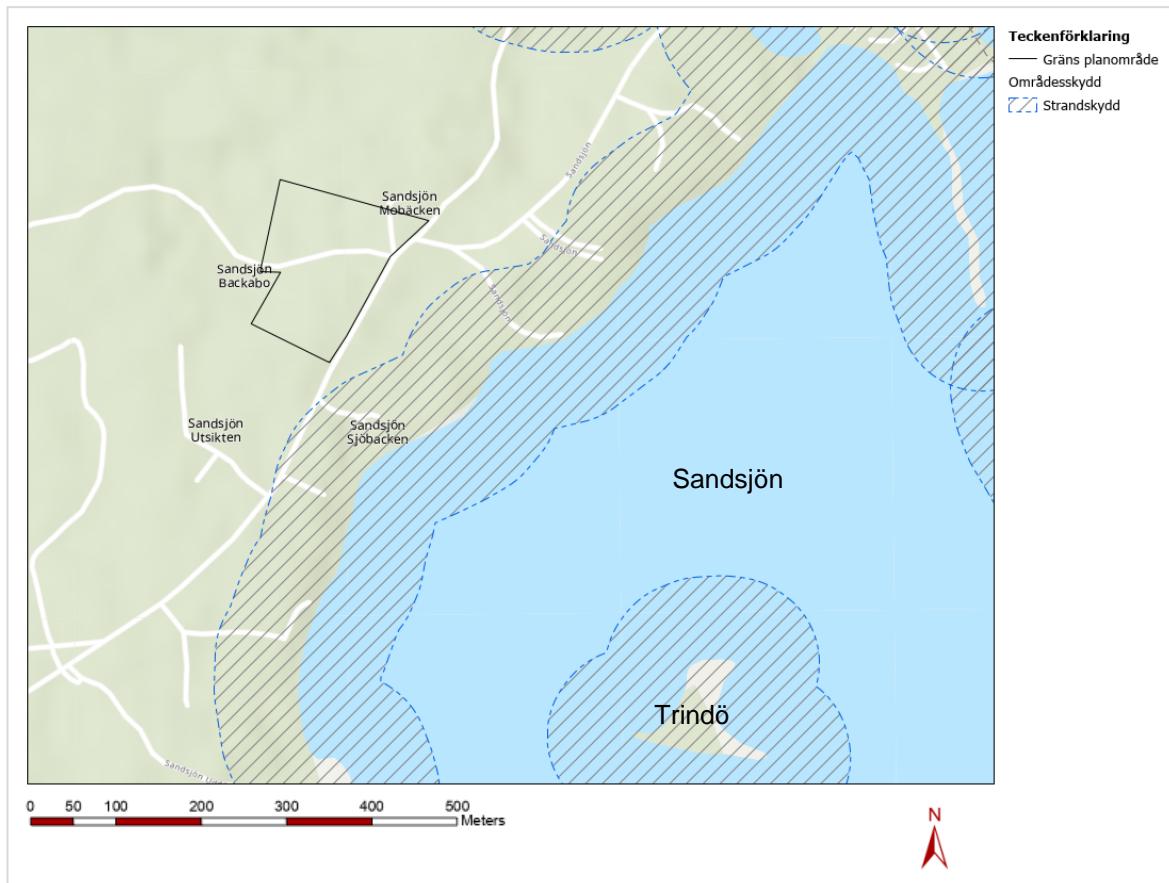 Teckenförklaring
Gräns planområde
Områdesskydd
Strandskydd
Sandsjön
Sandsjön
Mobäcken
Sandsjön
Sandsjön
Backabo
Sandsjön
Sandsjön
Utsikten
Sandsjön
Sjöbacken
Sandsjön
Trindö
Sandsjön
0 50 100 200 300 400 500
Meters
N